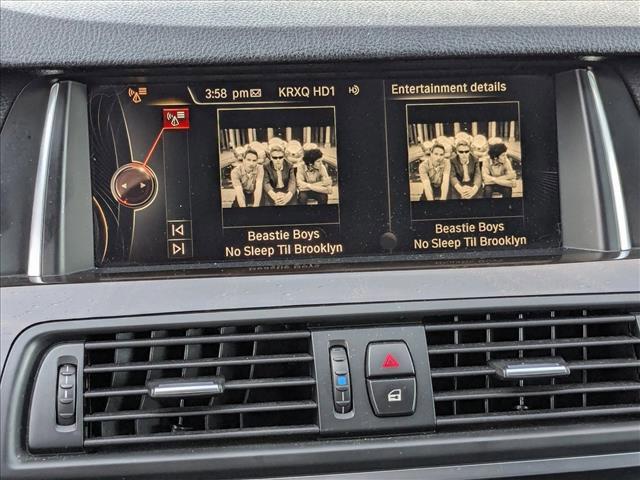 3:58 pm KRXQ HD1 Entertainment details
Beastie Boys
No Sleep Til Brooklyn
Beastie Boys
No Sleep Til Brooklyn